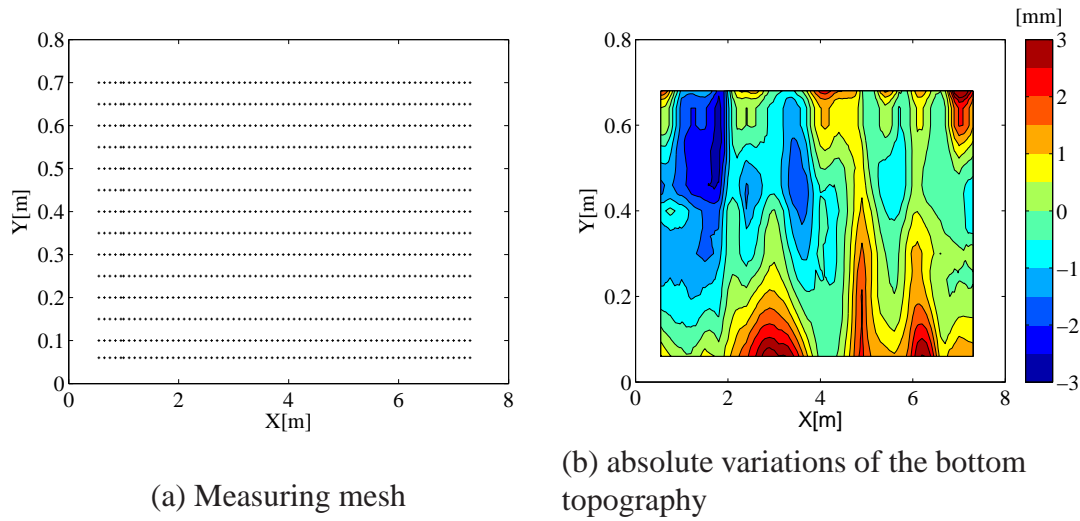 0.8
0.7
0.6
0.5
0.4
0.3
0.2
0.1
0
Y[m]
0 2 4 6 8
X[m]
(a) Measuring mesh
[mm]
0.8
0.6
0.4
0.2
0
Y[m]
0 2 4 6 8
X[m]
3
2
1
0
−1
−2
−3
(b) absolute variations of the bottom
topography